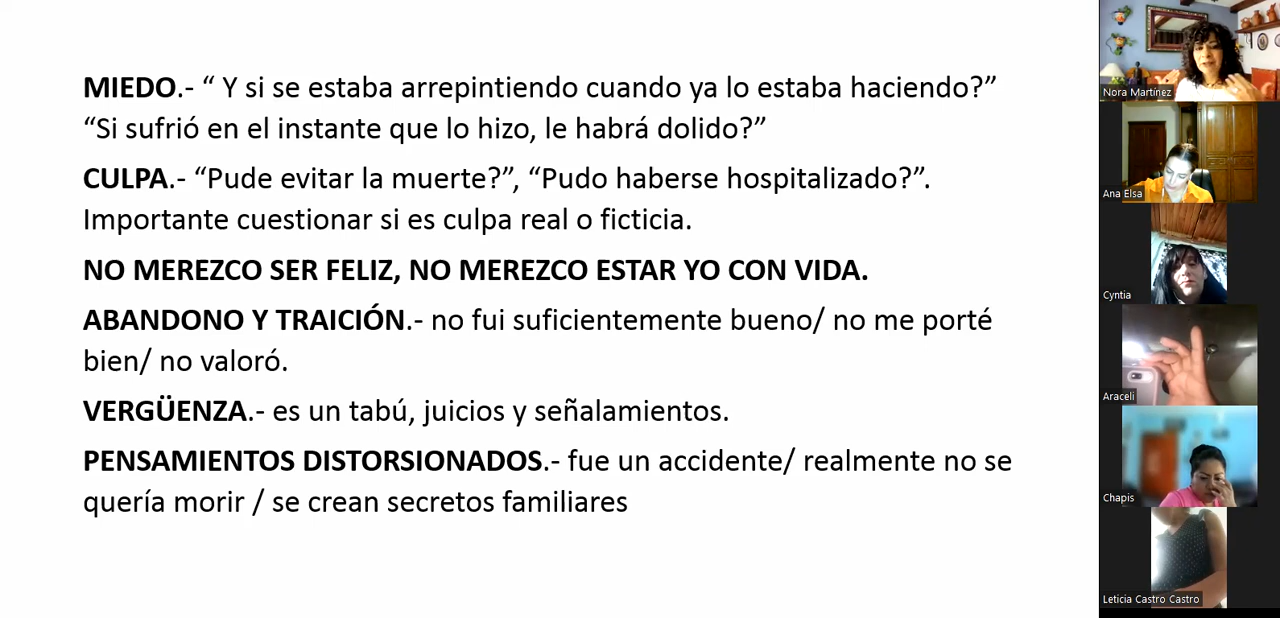 MIEDO.- “ Y si se estaba arrepintiendo cuando ya lo estaba haciendo?”
“Si sufrió en el instante que lo hizo, le habrá dolido?”
CULPA.- “Pude evitar la muerte?”, “Pudo haberse hospitalizado?”.
Importante cuestionar si es culpa real o ficticia.
NO MEREZCO SER FELIZ, NO MEREZCO ESTAR YO CON VIDA.
ABANDONO Y TRAICIÓN.- no fui suficientemente bueno/ no me porté
bien/ no valoró.
VERGÜENZA.- es un tabú, juicios y señalamientos.
PENSAMIENTOS DISTORSIONADOS.- fue un accidente/ realmente no se
quería morir / se crean secretos familiares
Nora Martínez
Ana Elsa
Cyntia
Araceli
Chapis
Leticia Castro Castro